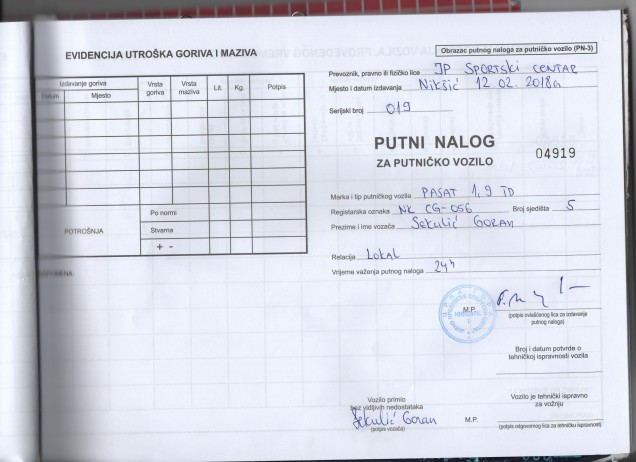 EVIDENCIJA UTROŠKA GORIVA I MAZIVA
Izdavanje goriva
Datum Mjesto Vrsta goriva Vrsta maziva Lit. Kg. Potpis
POTROŠNJA
Po normi
Stvarna
+ -
Obrazac putnog naloga za putničko vozilo (PN-3)
Prevoznik, pravno ili fizičko lice JP SPORTSKI CENTAR
Mjesto i datum izdavanja Nikšić 12.02.2018g
Serijski broj 019
PUTNI NALOG
ZA PUTNIČKO VOZILO
04919
Marka i tip putničkog vozila PASAT 1,9 TD
Registarska oznaka NK CG-056 Broj sjedišta 5
Prezime i ime vozača Sekulić Goran
Relacija LOKAL
Vrijeme važenja putnog naloga 24h
M.P.
(potpis ovlašćenog lica za izdavanje
putnog naloga)
Broj i datum potvrde o
tehničkoj ispravnosti vozila
Vozilo primio
bez vidljivih nedostataka
Sekulić Goran
(potpis vozača)
M.P.
Vozilo je tehnički ispravno
za vožnju
(potpis odgovornog lica za tehničku ispravnost)